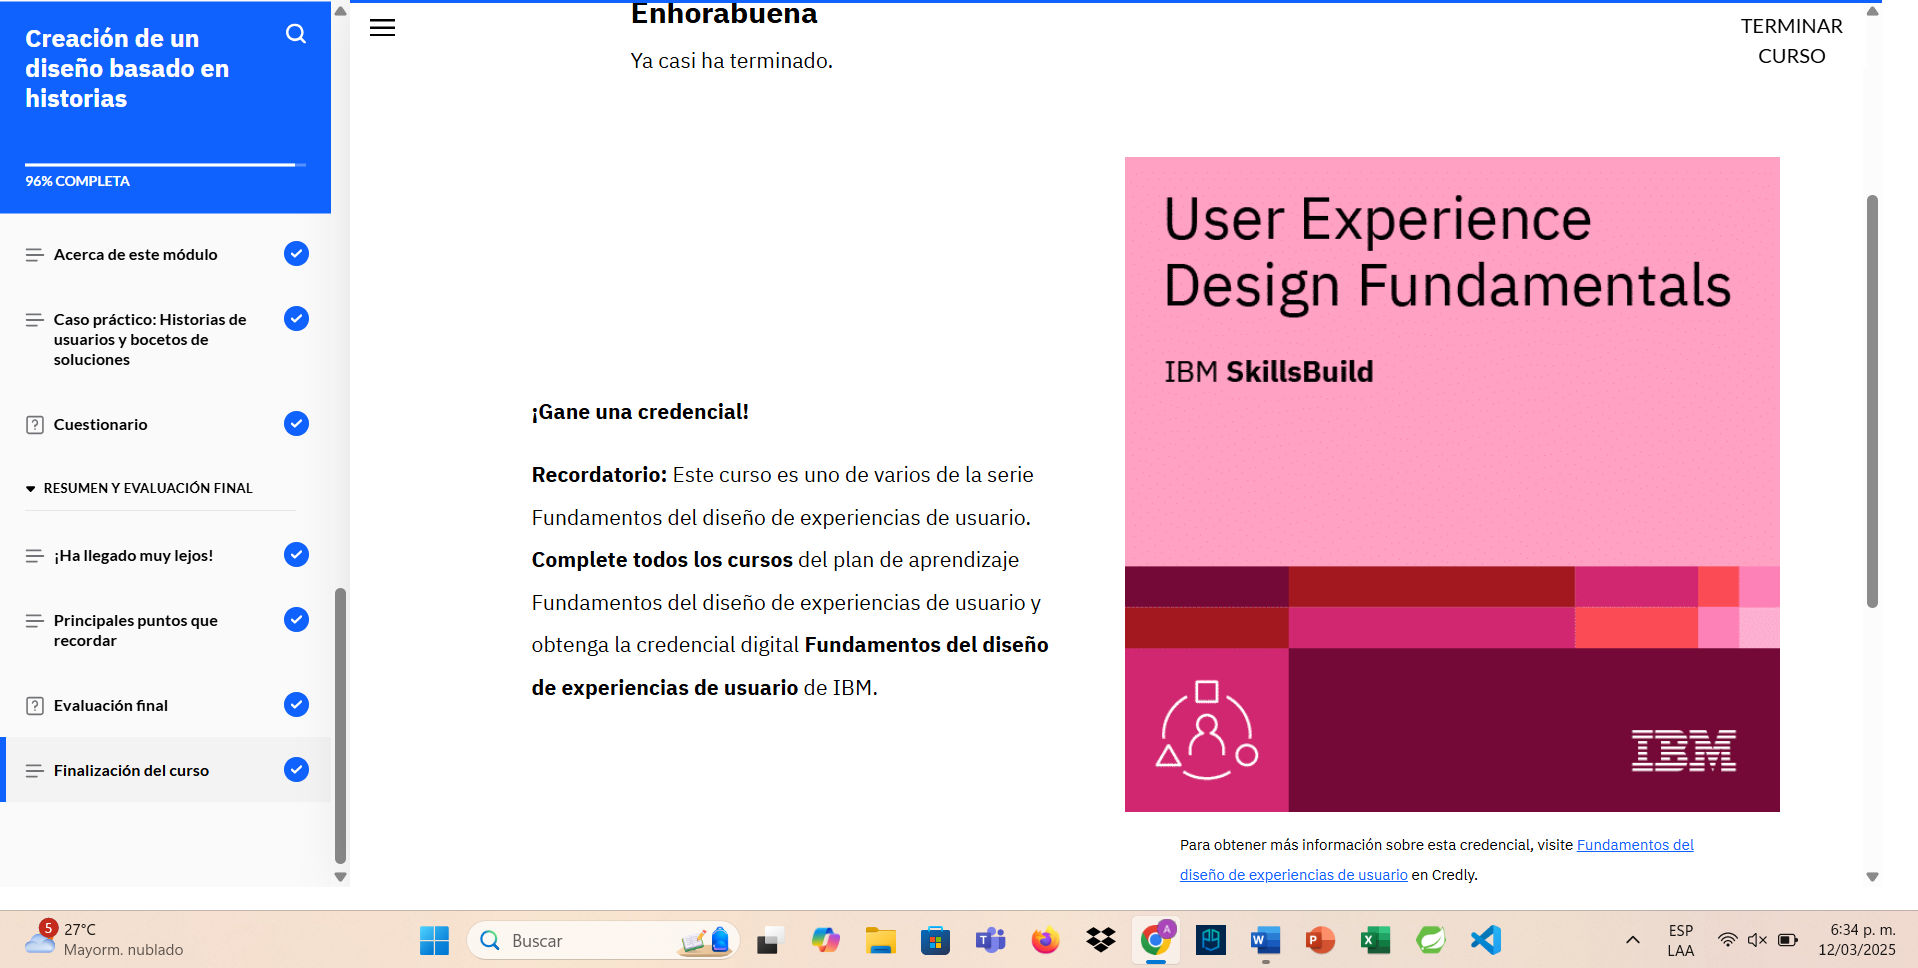 Creación de un
diseño basado en
historias
96% COMPLETA
Acerca de este módulo
Caso práctico: Historias de
usuarios y bocetos de
soluciones
Cuestionario
RESUMEN Y EVALUACIÓN FINAL
¡Ha llegado muy lejos!
Principales puntos que
recordar
Evaluación final
Finalización del curso
Enhorabuena
Ya casi ha terminado.
TERMINAR
CURSO
¡Gane una credencial!
Recordatorio: Este curso es uno de varios de la serie
Fundamentos del diseño de experiencias de usuario.
Complete todos los cursos del plan de aprendizaje
Fundamentos del diseño de experiencias de usuario y
obtenga la credencial digital Fundamentos del diseño
de experiencias de usuario de IBM.
User Experience
Design Fundamentals
IBM SkillsBuild
IBM
Para obtener más información sobre esta credencial, visite Fundamentos del
diseño de experiencias de usuario en Credly.
5
27°C
Mayorm. nublado
Buscar
A
ESP
LAA
6:34 p. m.
12/03/2025